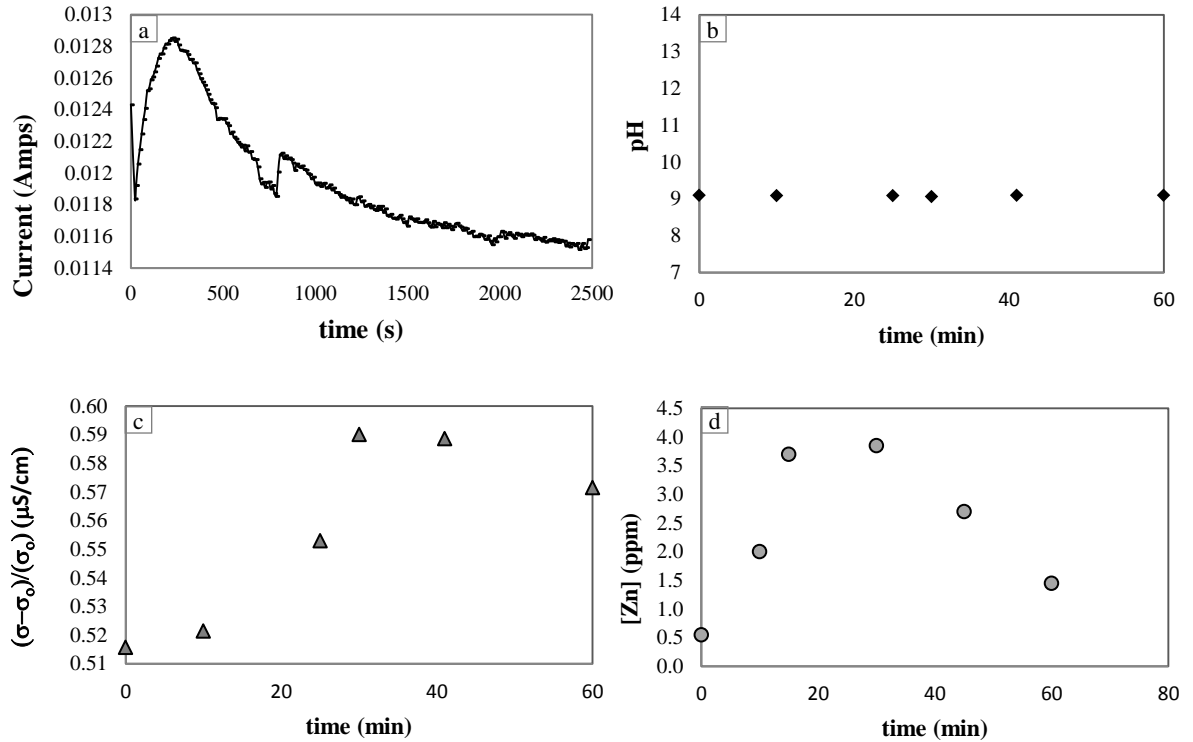 a
0.013
0.0128
0.0126
0.0124
0.0122
0.012
0.0118
0.0116
0.0114
Current (Amps)
0 500 1000 1500 2000 2500
time (s)
b
14
13
12
11
10
9
8
7
pH
0 20 40 60
time (min)
c
0.60
0.59
0.58
0.57
0.56
0.55
0.54
0.53
0.52
0.51
(σ−σₒ)/(σₒ) (μS/cm)
0 20 40 60
time (min)
d
4.5
4.0
3.5
3.0
2.5
2.0
1.5
1.0
0.5
0.0
[Zn] (ppm)
0 20 40 60 80
time (min)